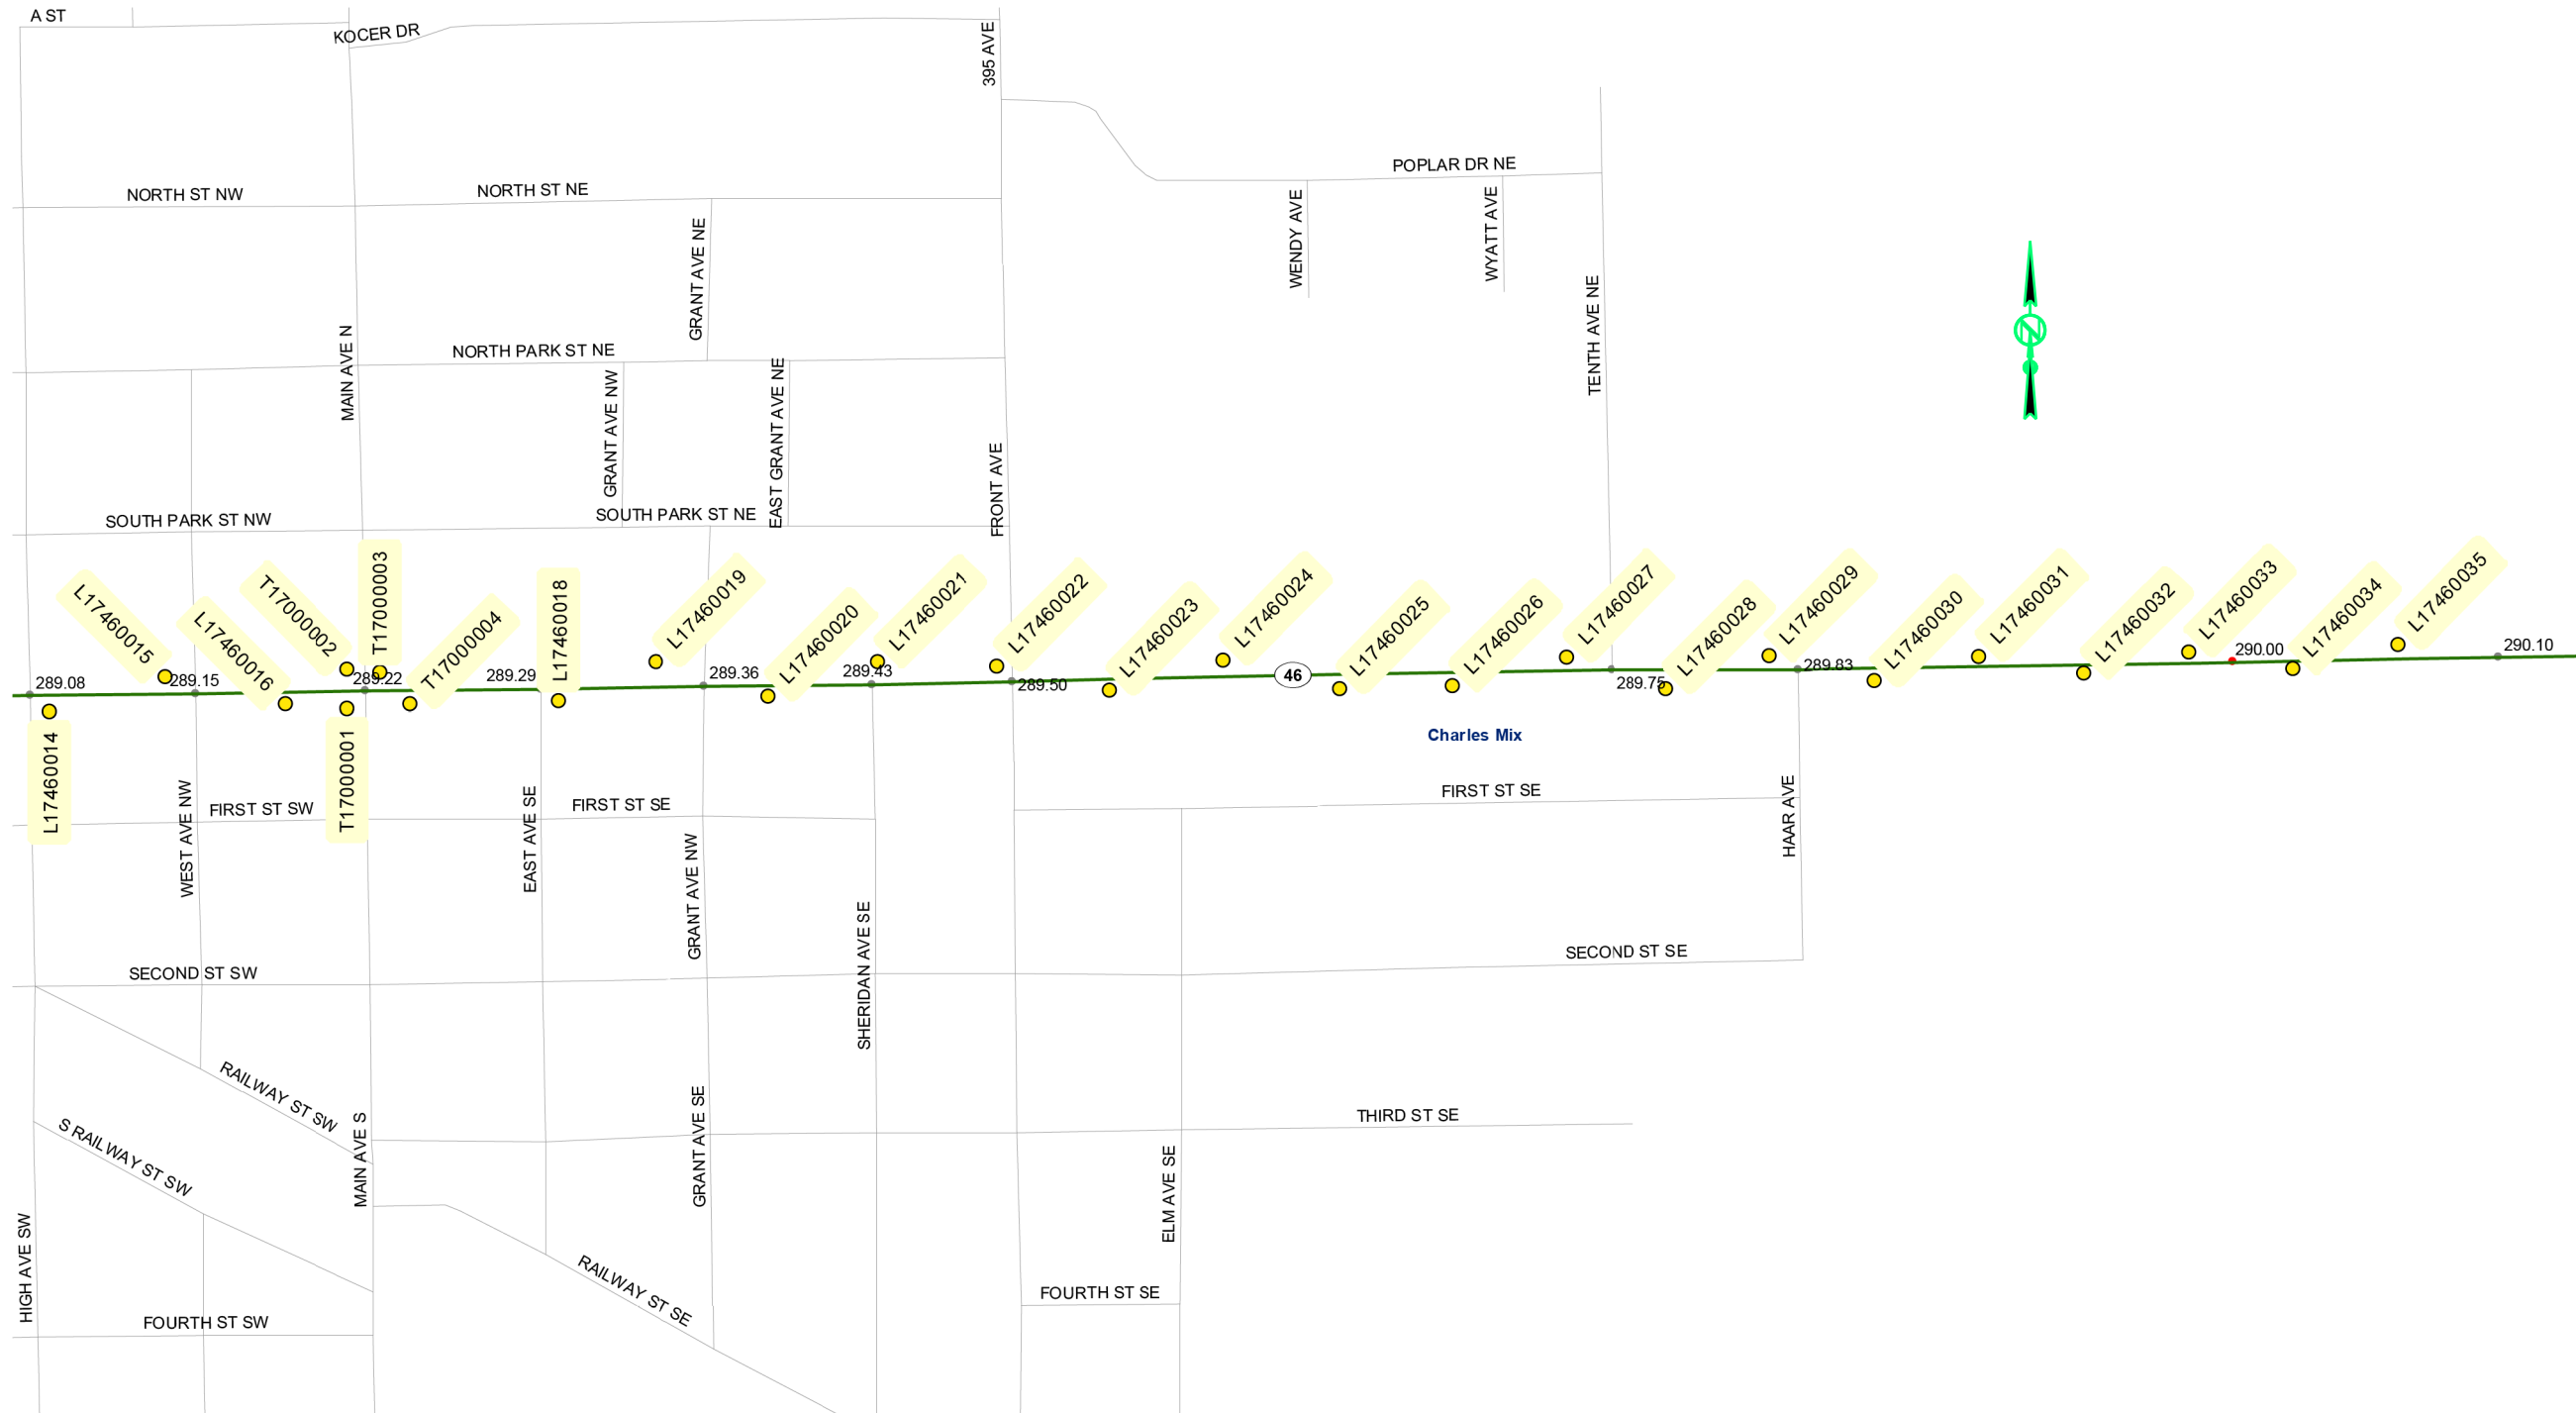 A ST
KOCER DR
395 AVE
POPLAR DR NE
NORTH ST NW
NORTH ST NE
WENDY AVE
WYATT AVE
GRANT AVE NE
TENTH AVE NE
N
MAIN AVE N
NORTH PARK ST NE
GRANT AVE NW
EAST GRANT AVE NE
FRONT AVE
SOUTH PARK ST NW
SOUTH PARK ST NE
L17460015
L17460016
T17000002
T17000003
T17000004
L17460018
L17460019
L17460020
L17460021
L17460022
L17460023
L17460024
L17460025
L17460026
L17460027
L17460028
L17460029
L17460030
L17460031
L17460032
L17460033
L17460034
L17460035
289.08
289.15
289.22
289.29
289.36
289.43
289.50
46
289.75
289.83
290.00
290.10
L17460014
T17000001
Charles Mix
WEST AVE NW
FIRST ST SW
EAST AVE SE
FIRST ST SE
GRANT AVE NW
FIRST ST SE
HAAR AVE
SHERIDAN AVE SE
SECOND ST SW
SECOND ST SE
RAILWAY ST SW
S RAILWAY ST SW
MAIN AVE S
GRANT AVE SE
THIRD ST SE
ELM AVE SE
HIGH AVE SW
RAILWAY ST SE
FOURTH ST SE
FOURTH ST SW